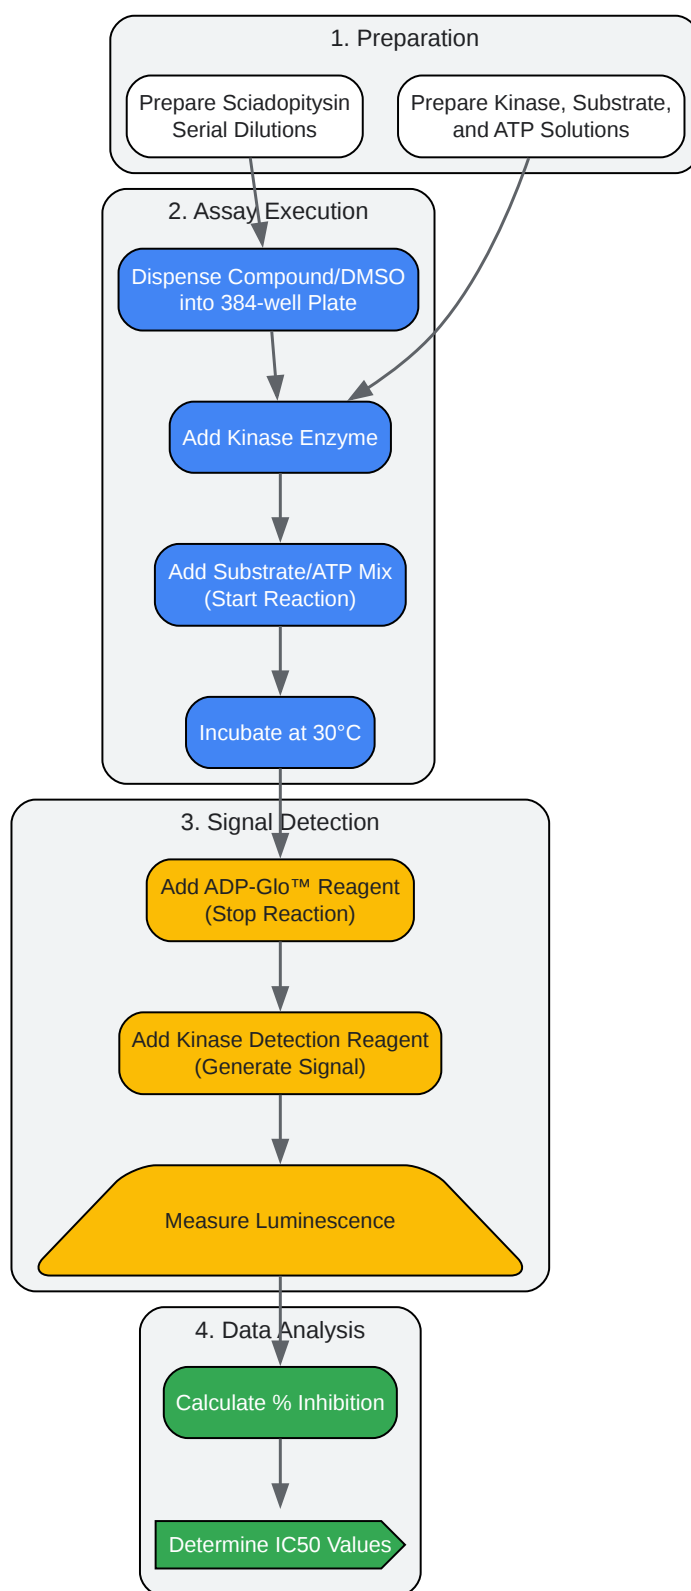 1. Preparation
Prepare Sciadopitysin
Serial Dilutions
Prepare Kinase, Substrate,
and ATP Solutions
2. Assay Execution
Dispense Compound/DMSO
into 384-well Plate
Add Kinase Enzyme
Add Substrate/ATP Mix
(Start Reaction)
Incubate at 30°C
3. Signal Detection
Add ADP-Glo™ Reagent
(Stop Reaction)
Add Kinase Detection Reagent
(Generate Signal)
Measure Luminescence
4. Data Analysis
Calculate % Inhibition
Determine IC50 Values